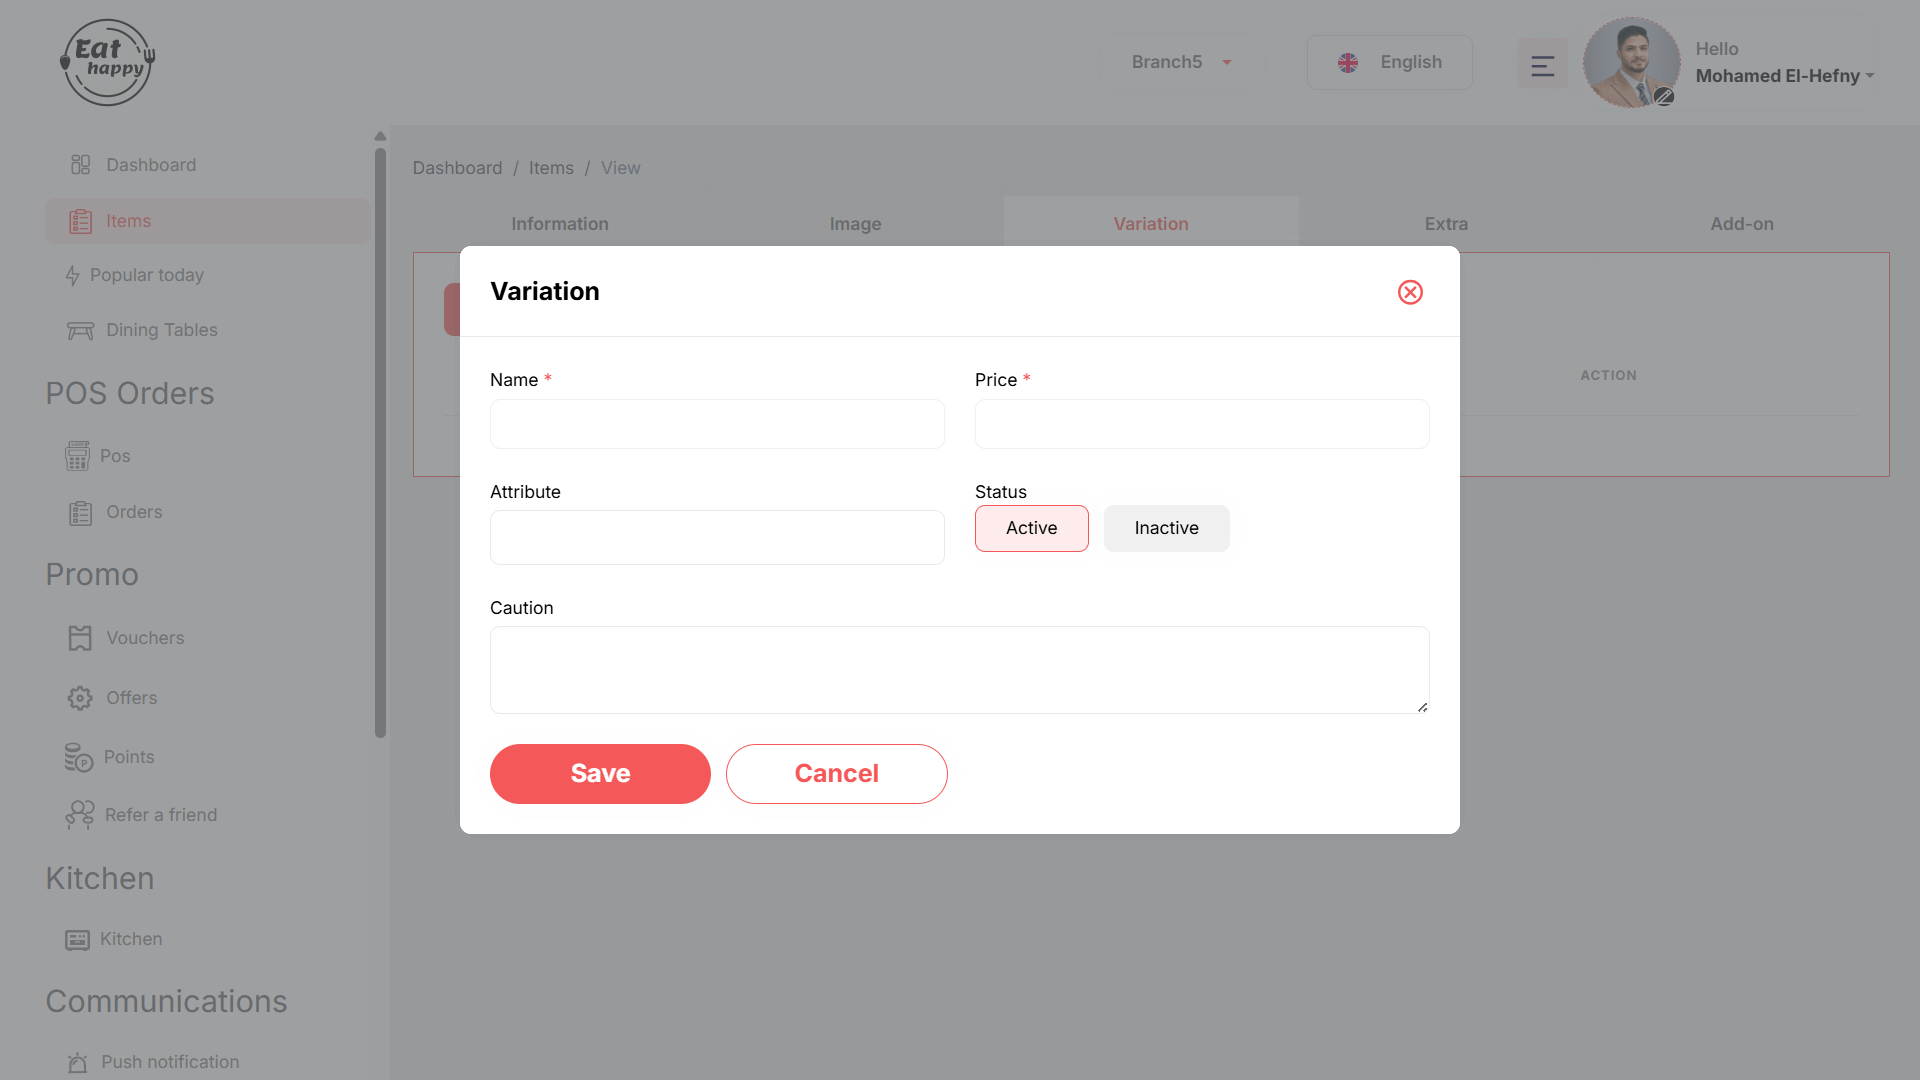 Eat
happy
Branch5
English
Hello
Mohamed El-Hefny
Dashboard
Items
Popular today
Dining Tables
POS Orders
Pos
Orders
Promo
Vouchers
Offers
Points
Refer a friend
Kitchen
Kitchen
Communications
Push notification
Dashboard / Items / View
Information Image Variation Extra Add-on
ACTION
Variation
Name * Price *
Attribute Status
Active Inactive
Caution
Save Cancel